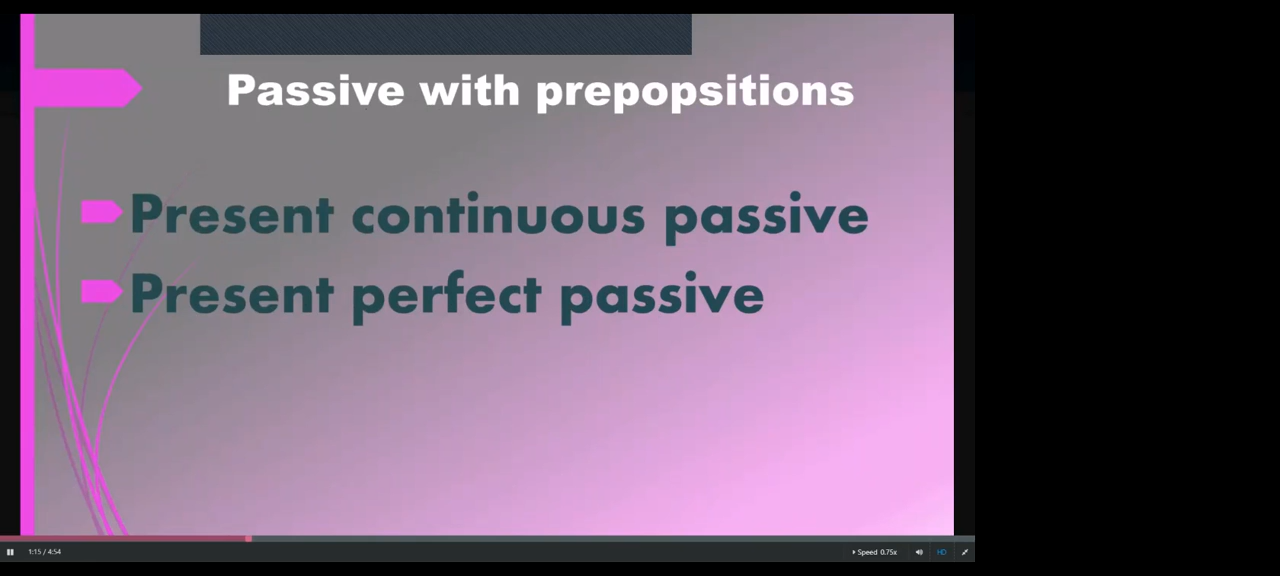 Passive with prepopsitions
Present continuous passive
Present perfect passive
1:15 / 4:54
Speed 0.75x
HD